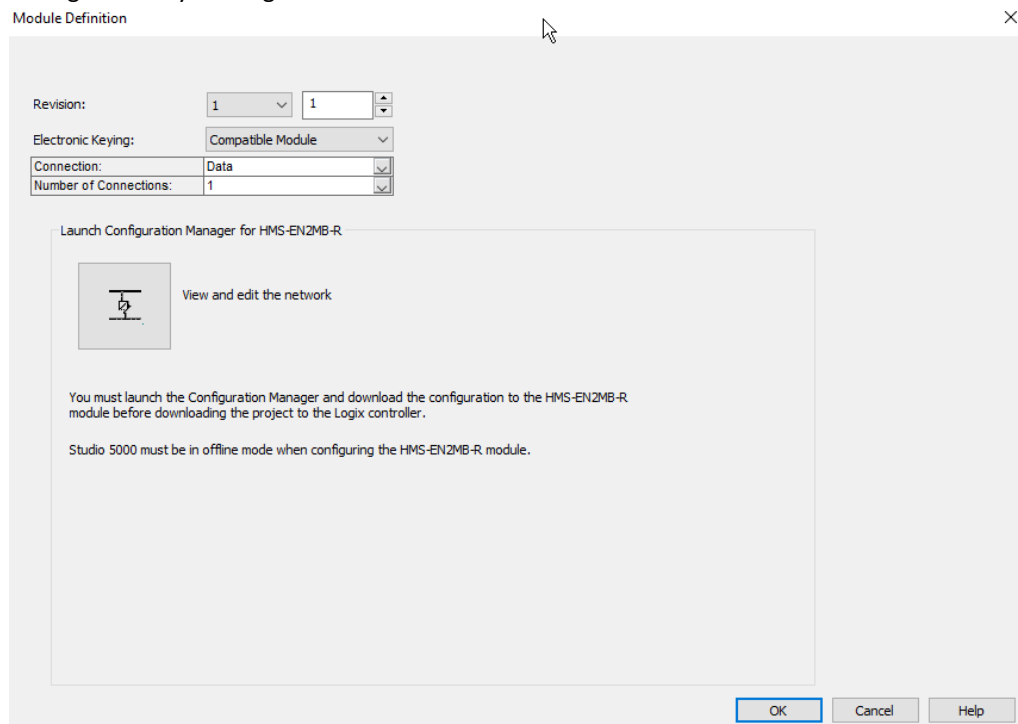 Module Definition
Revision: 1 1
Electronic Keying: Compatible Module
Connection: Data
Number of Connections: 1
Launch Configuration Manager for HMS-EN2MB-R
View and edit the network
You must launch the Configuration Manager and download the configuration to the HMS-EN2MB-R
module before downloading the project to the Logix controller.
Studio 5000 must be in offline mode when configuring the HMS-EN2MB-R module.
OK Cancel Help